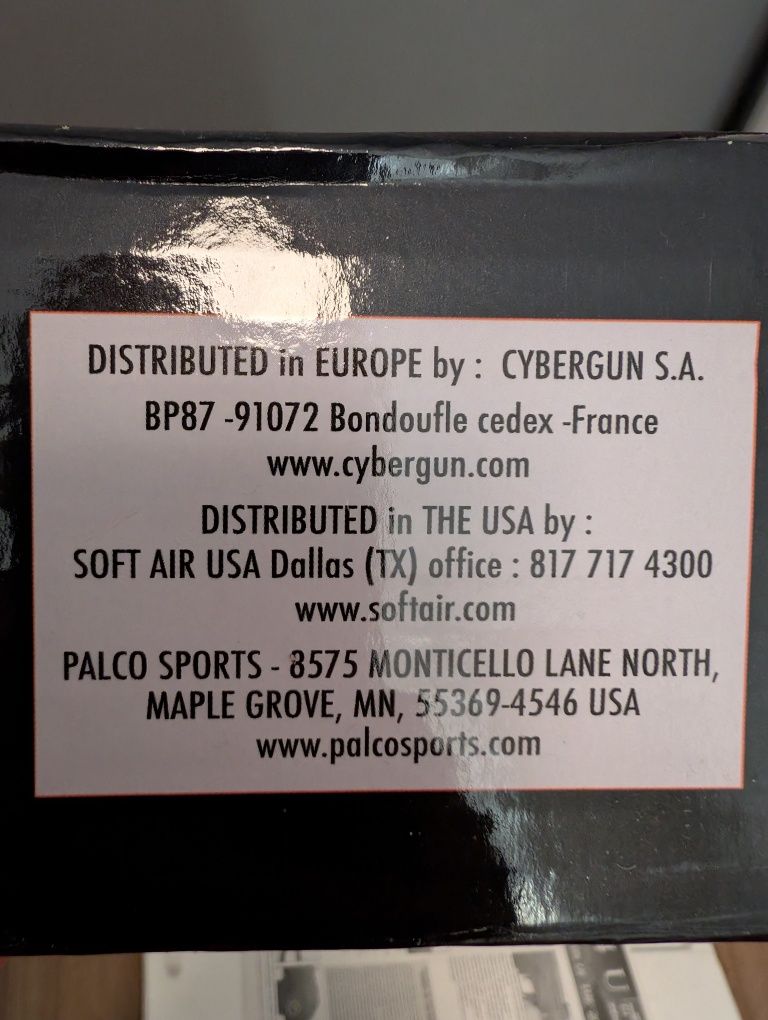 DISTRIBUTED in EUROPE by : CYBERGUN S.A.
BP87 -91072 Bondoufle cedex -France
www.cybergun.com
DISTRIBUTED in THE USA by :
SOFT AIR USA Dallas (TX) office : 817 717 4300
www.softair.com
PALCO SPORTS - 8575 MONTICELLO LANE NORTH,
MAPLE GROVE, MN, 55369-4546 USA
www.palcosports.com